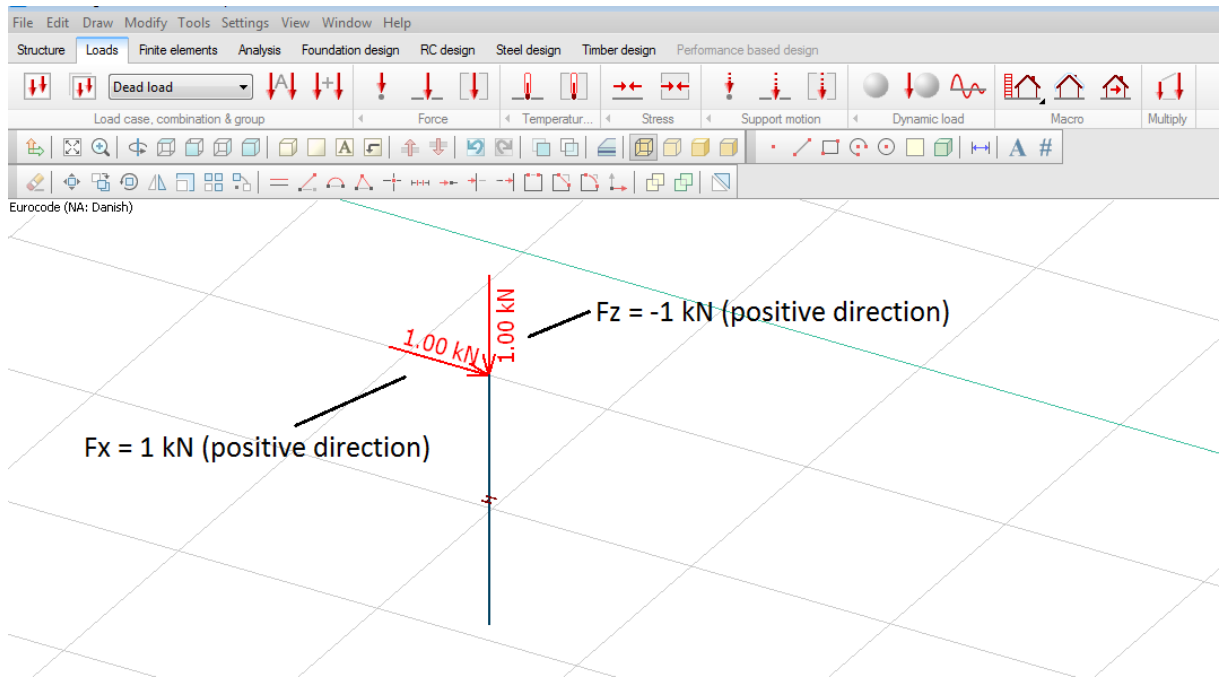 File Edit Draw Modify Tools Settings View Window Help
Structure Loads Finite elements Analysis Foundation design RC design Steel design Timber design Performance based design
Dead load A
Load case, combination & group Force Temperatur... Stress Support motion Dynamic load Macro Multiply
A A #
Eurocode (NA: Danish)
1.00 kN
Fz = -1 kN (positive direction)
1.00 kN
Fx = 1 kN (positive direction)